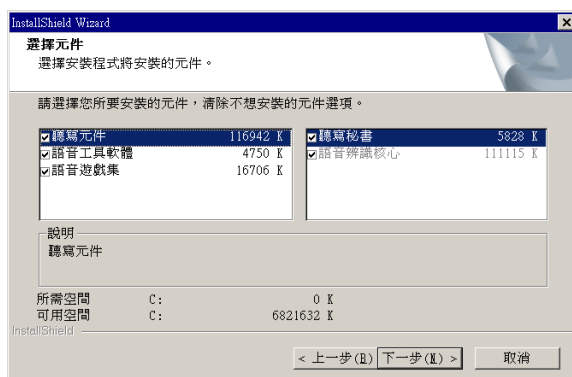 InstallShield Wizard
選擇元件
選擇安裝程式將安裝的元件。
請選擇您所要安裝的元件，清除不想安裝的元件選項。
聽寫元件 116942 K
語音工具軟體 4750 K
語音遊戲集 16706 K
聽寫秘書 5828 K
語音辨識核心 111115 K
說明
聽寫元件
所需空間 C: 0 K
可用空間 C: 6821632 K
InstallShield
< 上一步(B) 下一步(N) > 取消